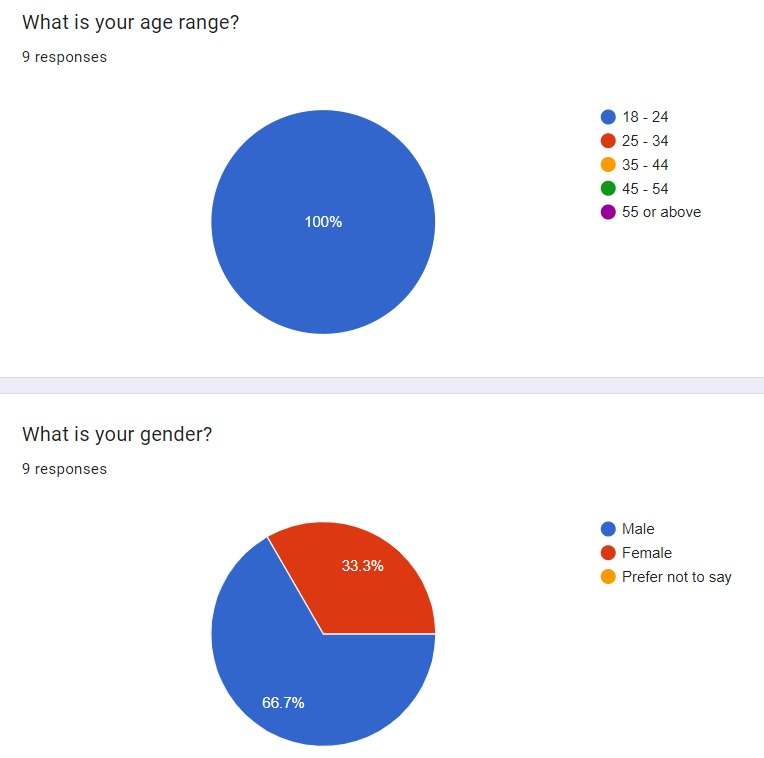 What is your age range?
9 responses
100%
18 - 24
25 - 34
35 - 44
45 - 54
55 or above
What is your gender?
9 responses
33.3%
66.7%
Male
Female
Prefer not to say